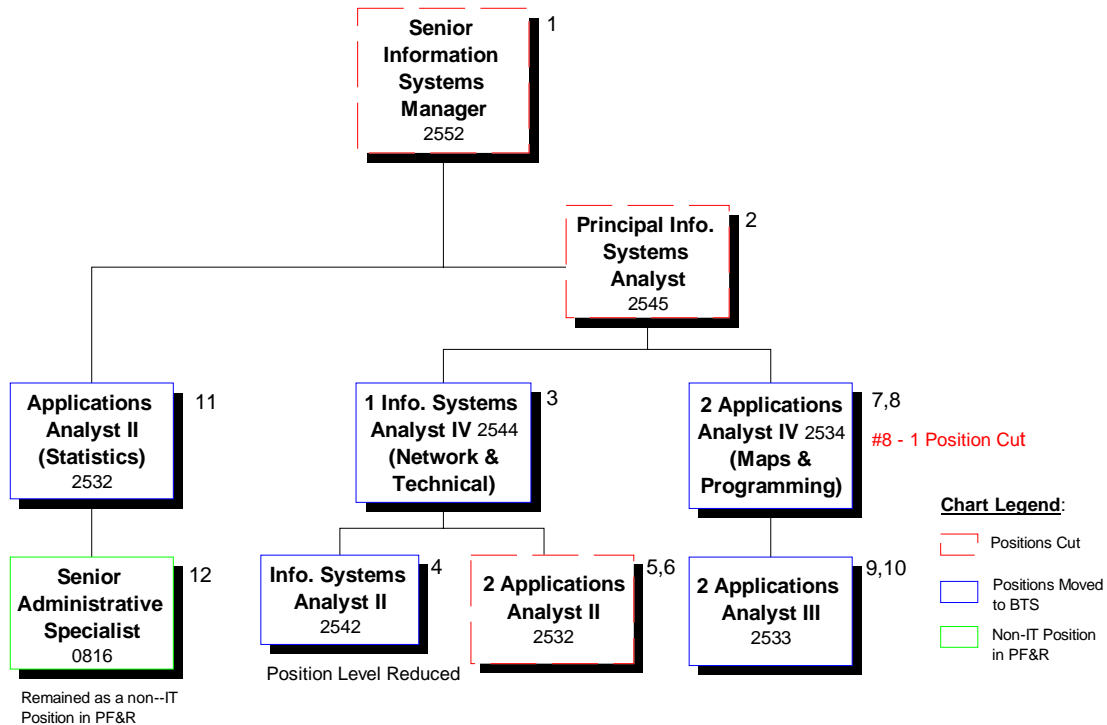 Senior
Information
Systems
Manager
2552
1
Principal Info.
Systems
Analyst
2545
2
Applications
Analyst II
(Statistics)
2532
11
1 Info. Systems
Analyst IV 2544
(Network &
Technical)
3
2 Applications
Analyst IV 2534
(Maps &
Programming)
7,8
#8 - 1 Position Cut
Senior
Administrative
Specialist
0816
12
Remained as a non--IT
Position in PF&R
Info. Systems
Analyst II
2542
4
Position Level Reduced
2 Applications
Analyst II
2532
5,6
2 Applications
Analyst III
2533
9,10
Chart Legend:
Positions Cut
Positions Moved
to BTS
Non-IT Position
in PF&R